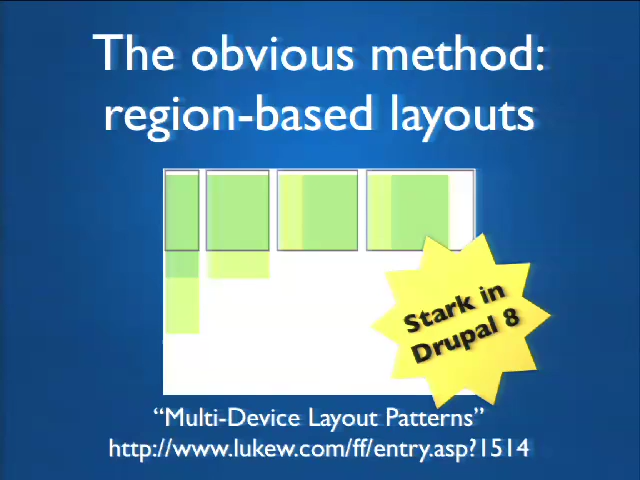 The obvious method:
region-based layouts
Stark in
Drupal 8
“Multi-Device Layout Patterns”
http://www.lukew.com/ff/entry.asp?1514